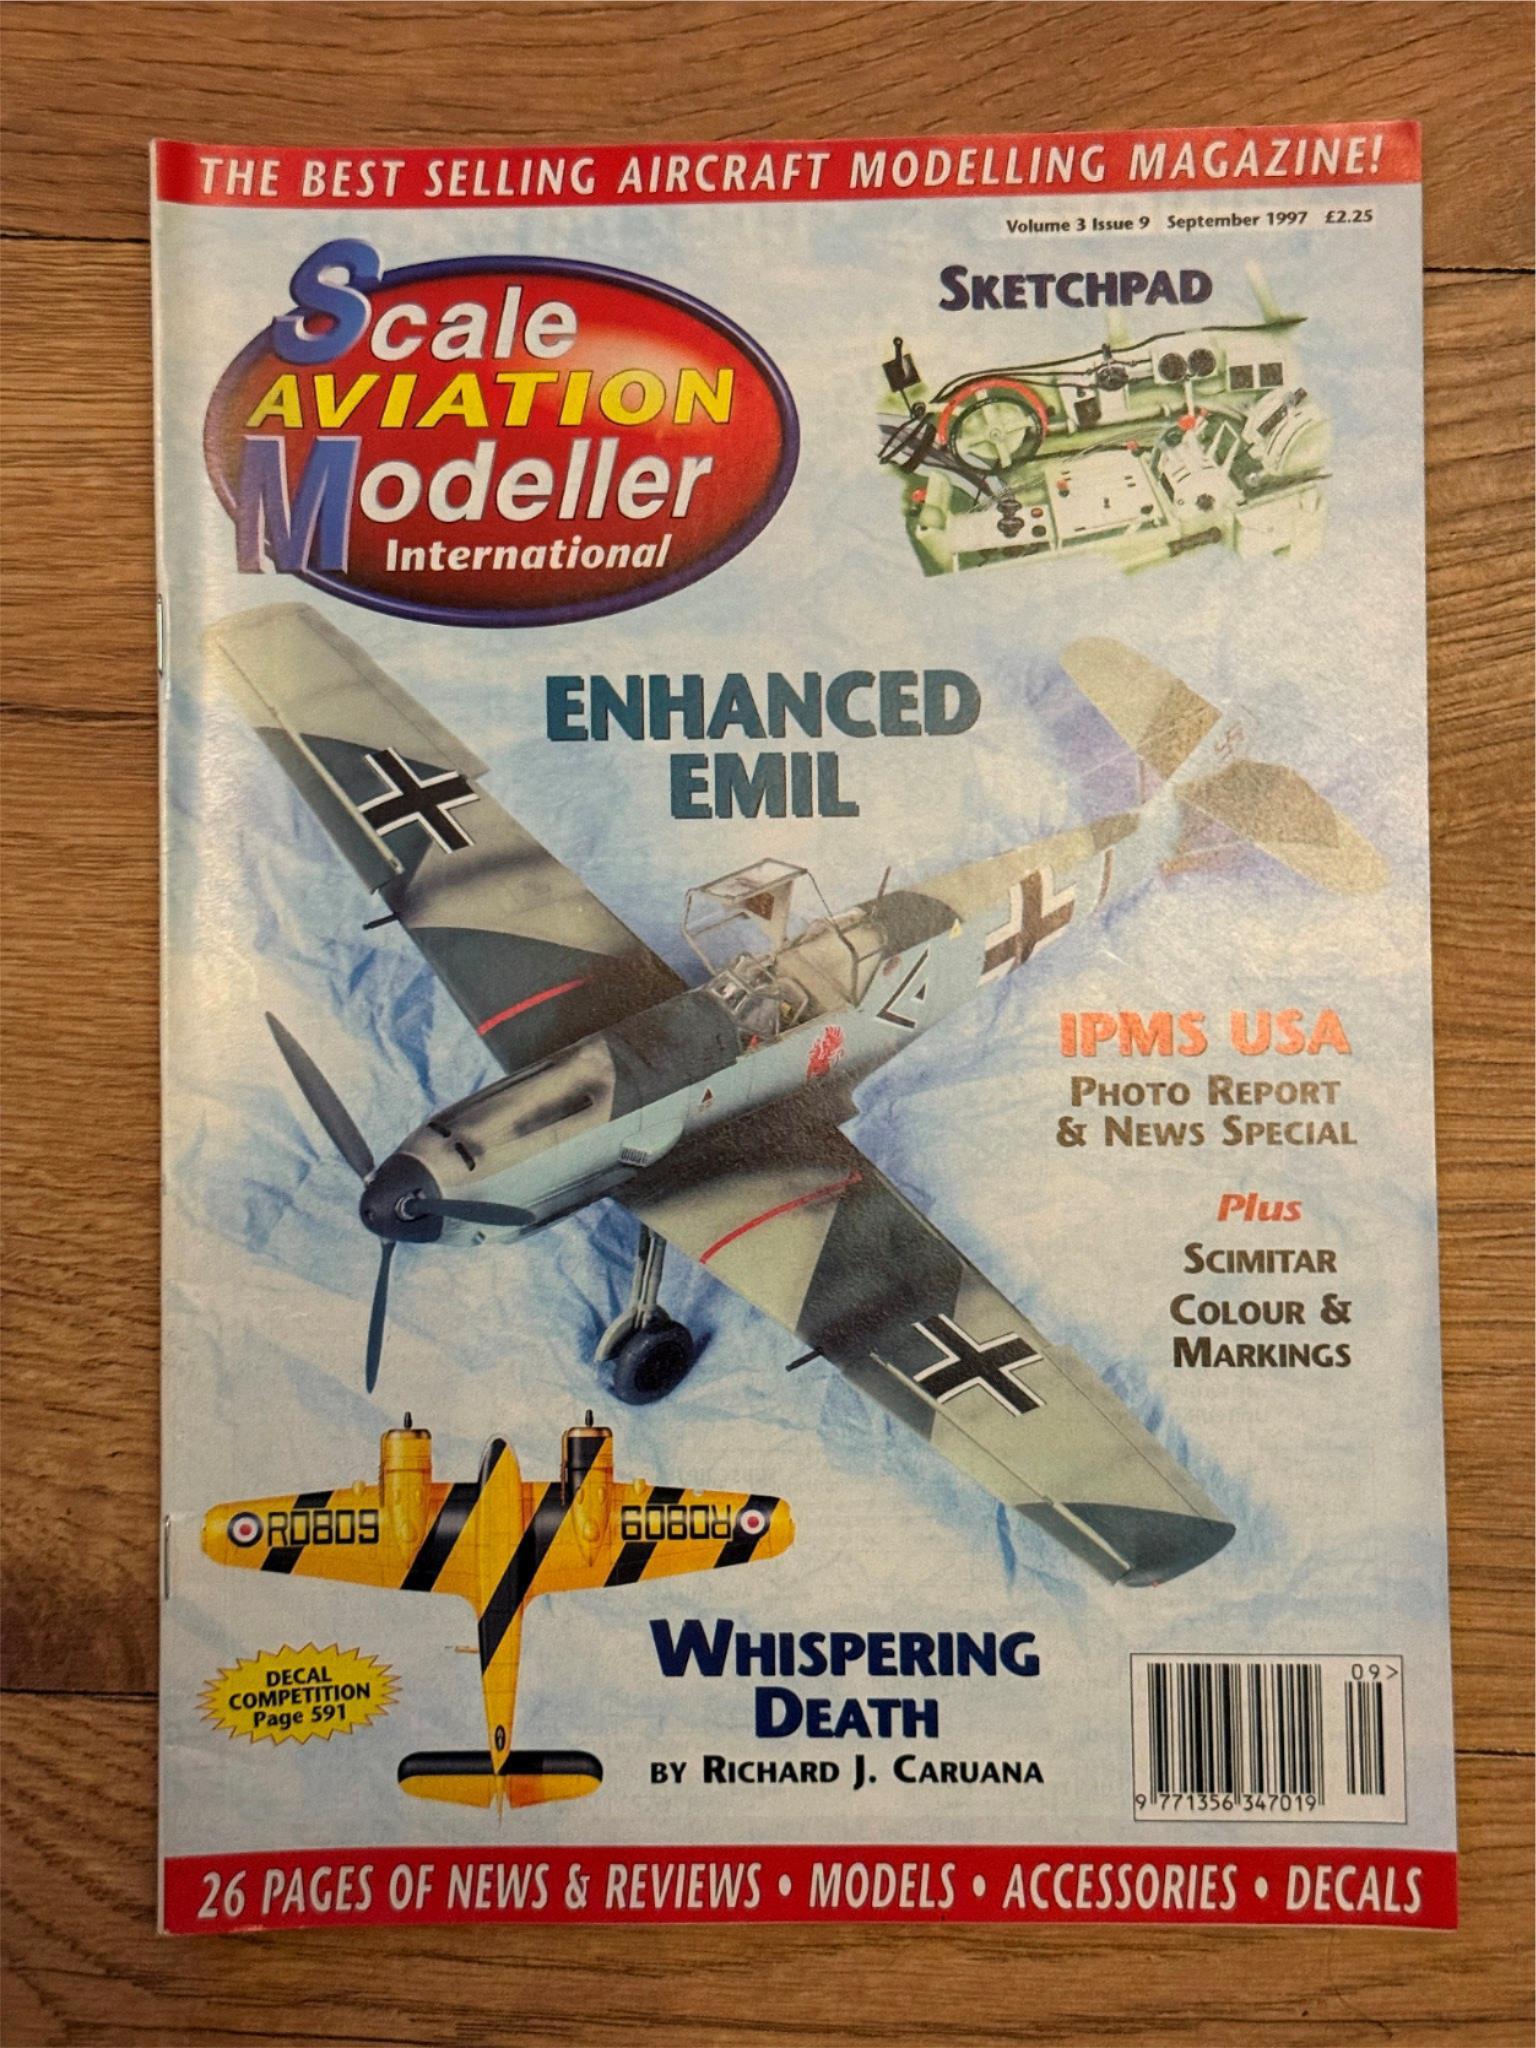 THE BEST SELLING AIRCRAFT MODELLING MAGAZINE!
Volume 3 Issue 9 September 1997 £2.25
Scale
AVIATION
Modeller
International
SKETCHPAD
ENHANCED
EMIL
IPMS USA
PHOTO REPORT
& NEWS SPECIAL
Plus
SCIMITAR
COLOUR &
MARKINGS
RO809 RO809
DECAL
COMPETITION
Page 591
WHISPERING
DEATH
BY RICHARD J. CARUANA
09>
9 771356 347019
26 PAGES OF NEWS & REVIEWS • MODELS • ACCESSORIES • DECALS